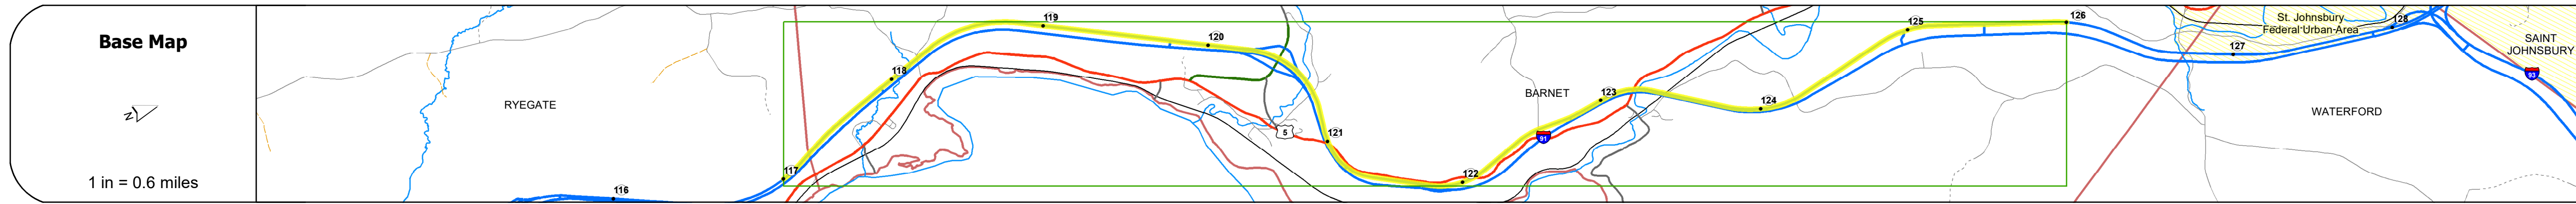 Base Map
N
1 in = 0.6 miles
RYEGATE
116
117
118
119
120
5
121
122
91
BARNET
123
124
125
126
127
St. Johnsbury
Federal Urban Area
128
WATERFORD
SAINT
JOHNSBURY
93